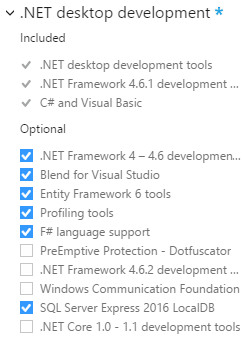 .NET desktop development *
Included
.NET desktop development tools
.NET Framework 4.6.1 development ...
C# and Visual Basic
Optional
.NET Framework 4 – 4.6 developmen...
Blend for Visual Studio
Entity Framework 6 tools
Profiling tools
F# language support
PreEmptive Protection - Dotfuscator
.NET Framework 4.6.2 development ...
Windows Communication Foundation
SQL Server Express 2016 LocalDB
.NET Core 1.0 - 1.1 development tools